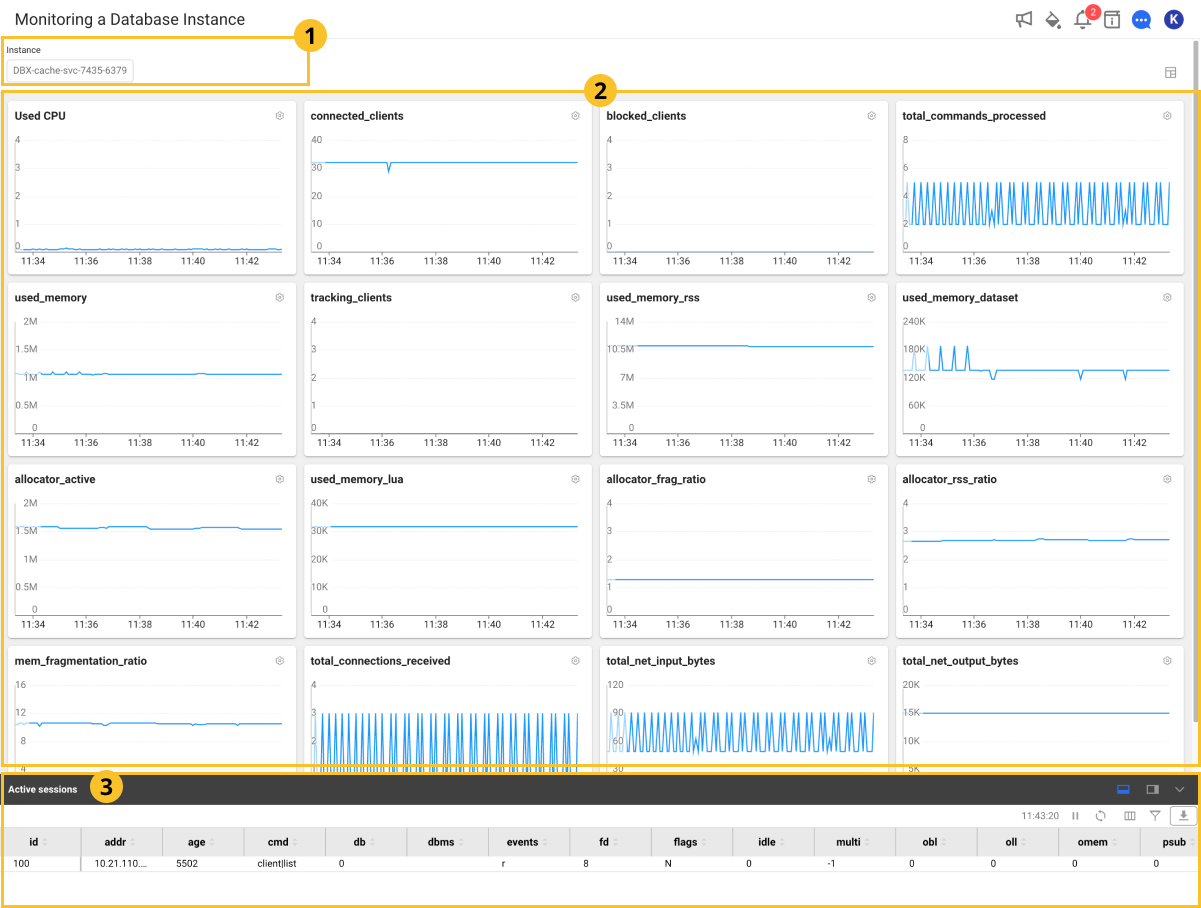 Monitoring a Database Instance
2
K
1
Instance
DBX-cache-svc-7435-6379
2
Used CPU
4
3
2
1
0
11:34 11:36 11:38 11:40 11:42
connected_clients
40
30
20
10
0
11:34 11:36 11:38 11:40 11:42
blocked_clients
4
3
2
1
0
11:34 11:36 11:38 11:40 11:42
total_commands_processed
8
6
4
2
0
11:34 11:36 11:38 11:40 11:42
used_memory
2M
1.5M
1M
0.5M
0
11:34 11:36 11:38 11:40 11:42
tracking_clients
4
3
2
1
0
11:34 11:36 11:38 11:40 11:42
used_memory_rss
14M
10.5M
7M
3.5M
0
11:34 11:36 11:38 11:40 11:42
used_memory_dataset
240K
180K
120K
60K
0
11:34 11:36 11:38 11:40 11:42
allocator_active
2M
1.5M
1M
0.5M
0
11:34 11:36 11:38 11:40 11:42
used_memory_lua
40K
30K
20K
10K
0
11:34 11:36 11:38 11:40 11:42
allocator_frag_ratio
4
3
2
1
0
11:34 11:36 11:38 11:40 11:42
allocator_rss_ratio
4
3
2
1
0
11:34 11:36 11:38 11:40 11:42
mem_fragmentation_ratio
16
12
8
4
total_connections_received
4
3
2
total_net_input_bytes
120
90
60
30
total_net_output_bytes
20K
15K
10K
5K
Active sessions
3
11:43:20
id addr age cmd db dbms events fd flags idle multi obl oll omem psub
100 10.21.110.... 5502 client|list 0 r 8 N 0 -1 0 0 0 0